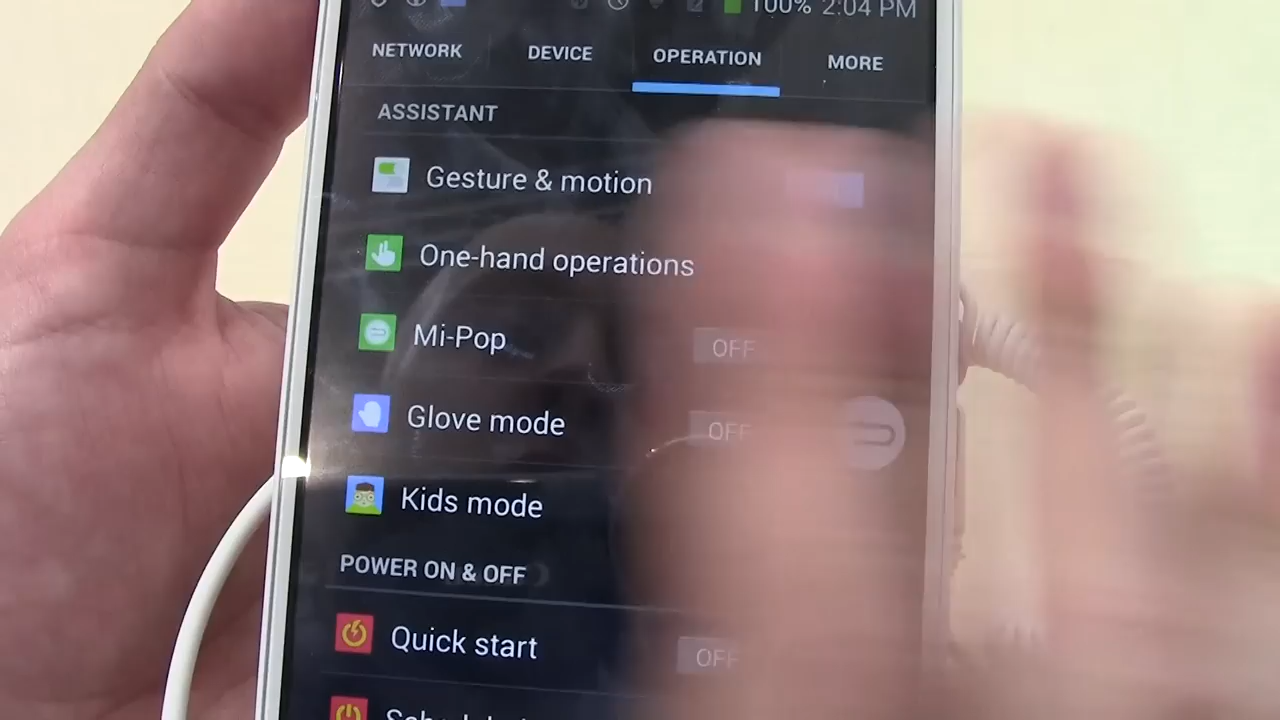 100% 2:04 PM
NETWORK DEVICE OPERATION MORE
ASSISTANT
Gesture & motion
One-hand operations
Mi-Pop OFF
Glove mode OFF
Kids mode
POWER ON & OFF
Quick start OFF